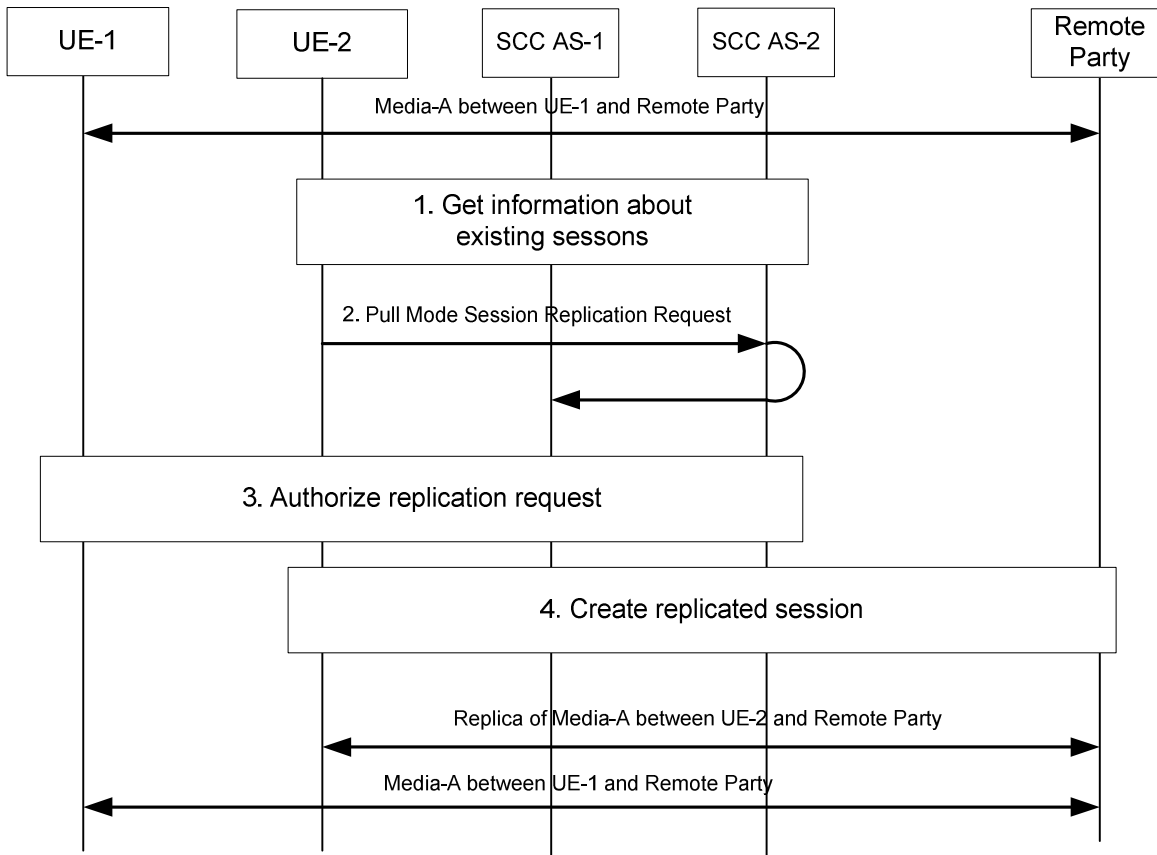 UE-1
UE-2
SCC AS-1
SCC AS-2
Remote
Party
Media-A between UE-1 and Remote Party
1. Get information about
existing sessons
2. Pull Mode Session Replication Request
3. Authorize replication request
4. Create replicated session
Replica of Media-A between UE-2 and Remote Party
Media-A between UE-1 and Remote Party